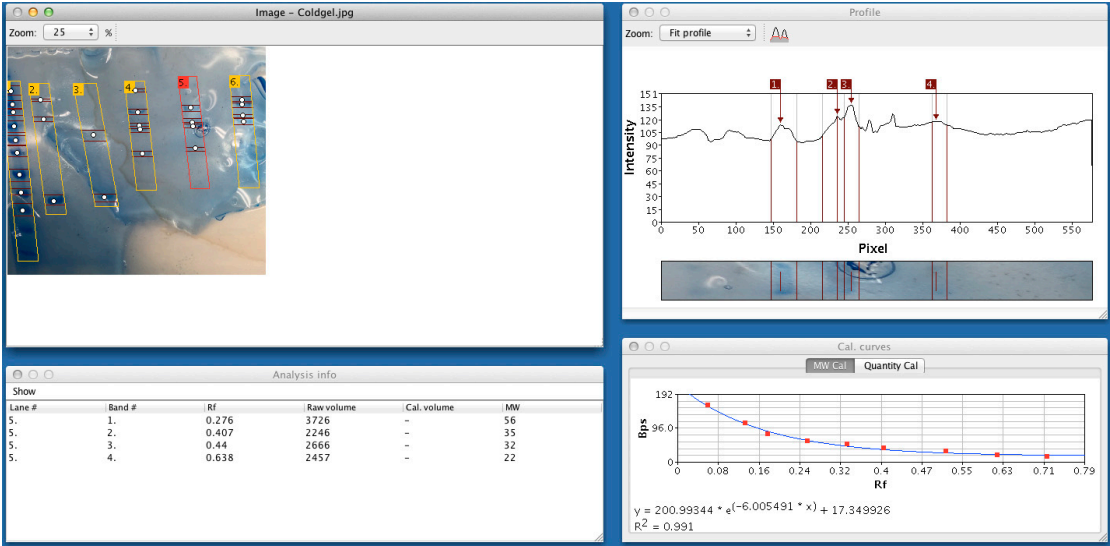 Image - Coldgel.jpg
Zoom: 25 %
2. 3. 4. 5. 6.
Analysis info
Show
Lane # Band # Rf Raw volume Cal. volume MW
5. 1. 0.276 3726 – 56
5. 2. 0.407 2246 – 35
5. 3. 0.44 2666 – 32
5. 4. 0.638 2457 – 22
Profile
Zoom: Fit profile
1. 2. 3. 4.
151
135
120
105
90
75
60
45
30
15
0
Intensity
0 50 100 150 200 250 300 350 400 450 500 550
Pixel
Cal. curves
MW Cal Quantity Cal
192
96.0
0
Bps
0 0.08 0.16 0.24 0.32 0.4 0.47 0.55 0.63 0.71 0.79
Rf
y = 200.99344 * e(-6.005491 * x) + 17.349926
R2 = 0.991